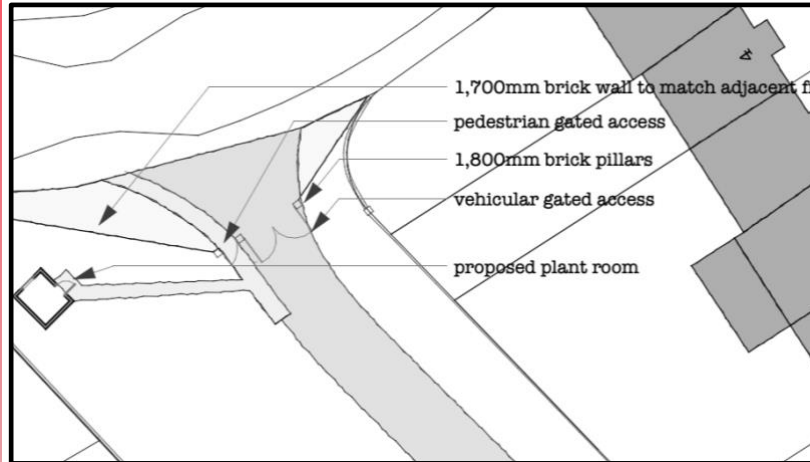 1,700mm brick wall to match adjacent f
pedestrian gated access
1,800mm brick pillars
vehicular gated access
proposed plant room